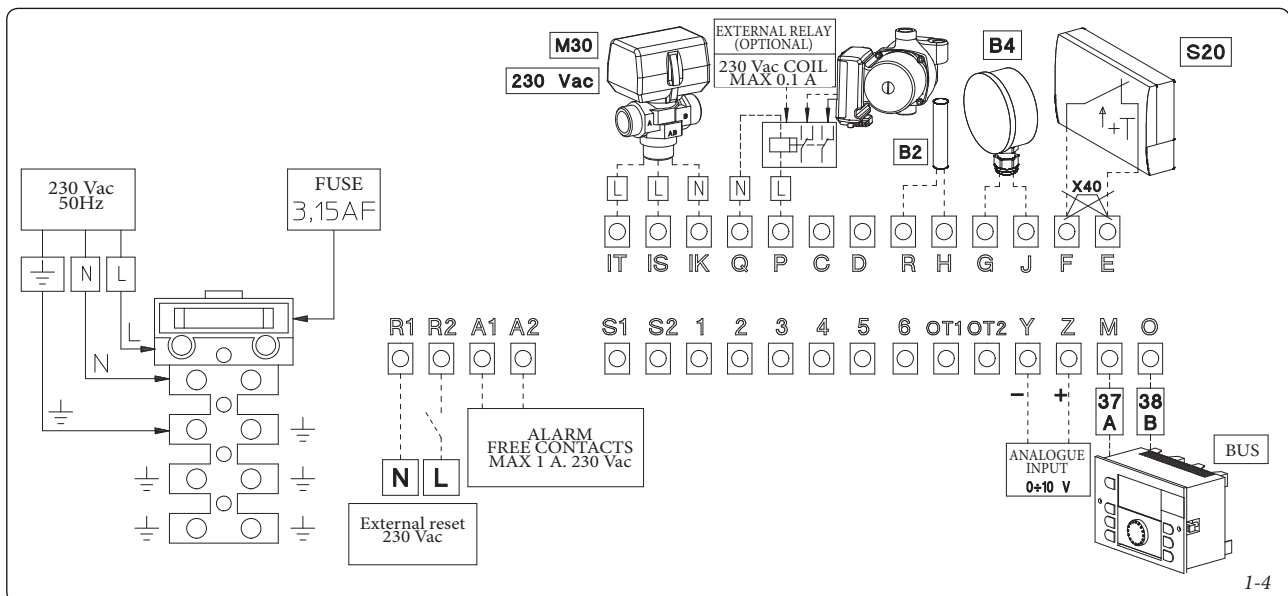 M30
230 Vac
EXTERNAL RELAY
(OPTIONAL)
230 Vac COIL
MAX 0.1 A
B4
S20
A
B
AB
B2
+T
X40
230 Vac
50Hz
FUSE
3,15AF
N
L
L
L
N
N
L
IT IS IK Q P C D R H G J F E
L
N
R1 R2 A1 A2 S1 S2 1 2 3 4 5 6 OT1 OT2 Y Z M O
- +
37
A
38
B
N L
ALARM
FREE CONTACTS
MAX 1 A. 230 Vac
External reset
230 Vac
ANALOGUE
INPUT
0÷10 V
BUS
1-4